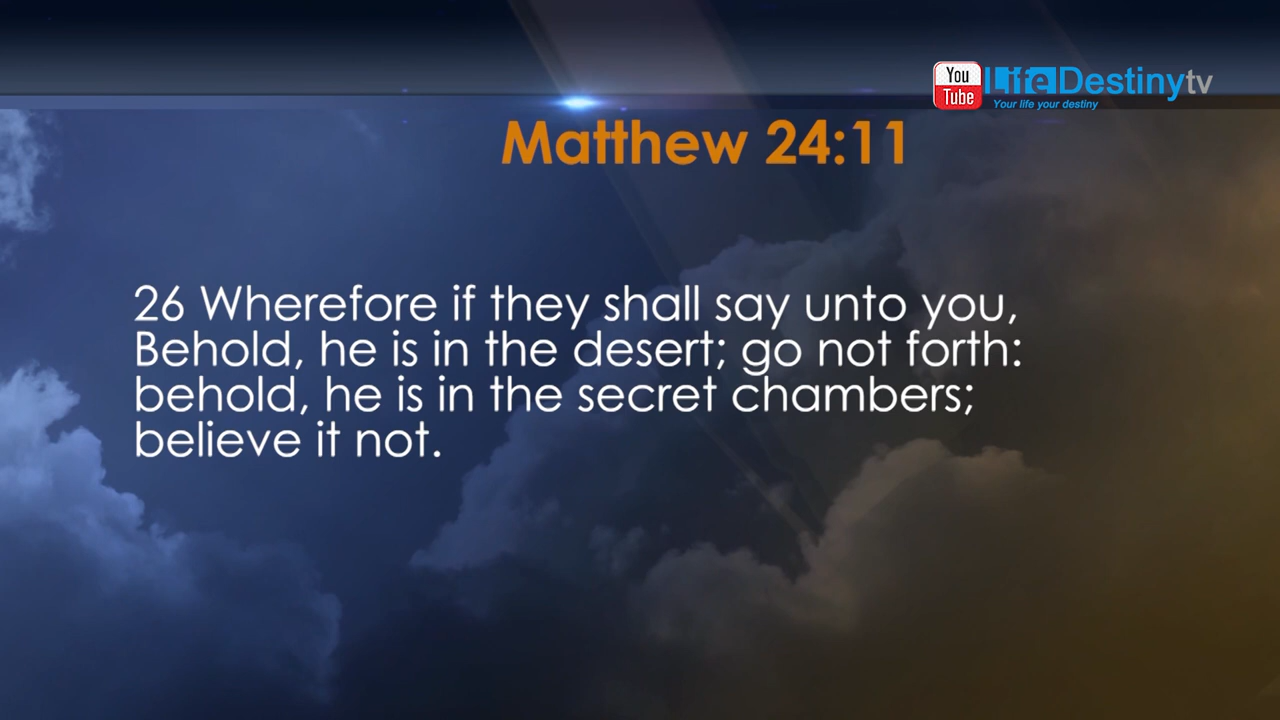 You
Tube
LifeDestinytv
Your life your destiny
Matthew 24:11
26 Wherefore if they shall say unto you,
Behold, he is in the desert; go not forth:
behold, he is in the secret chambers;
believe it not.